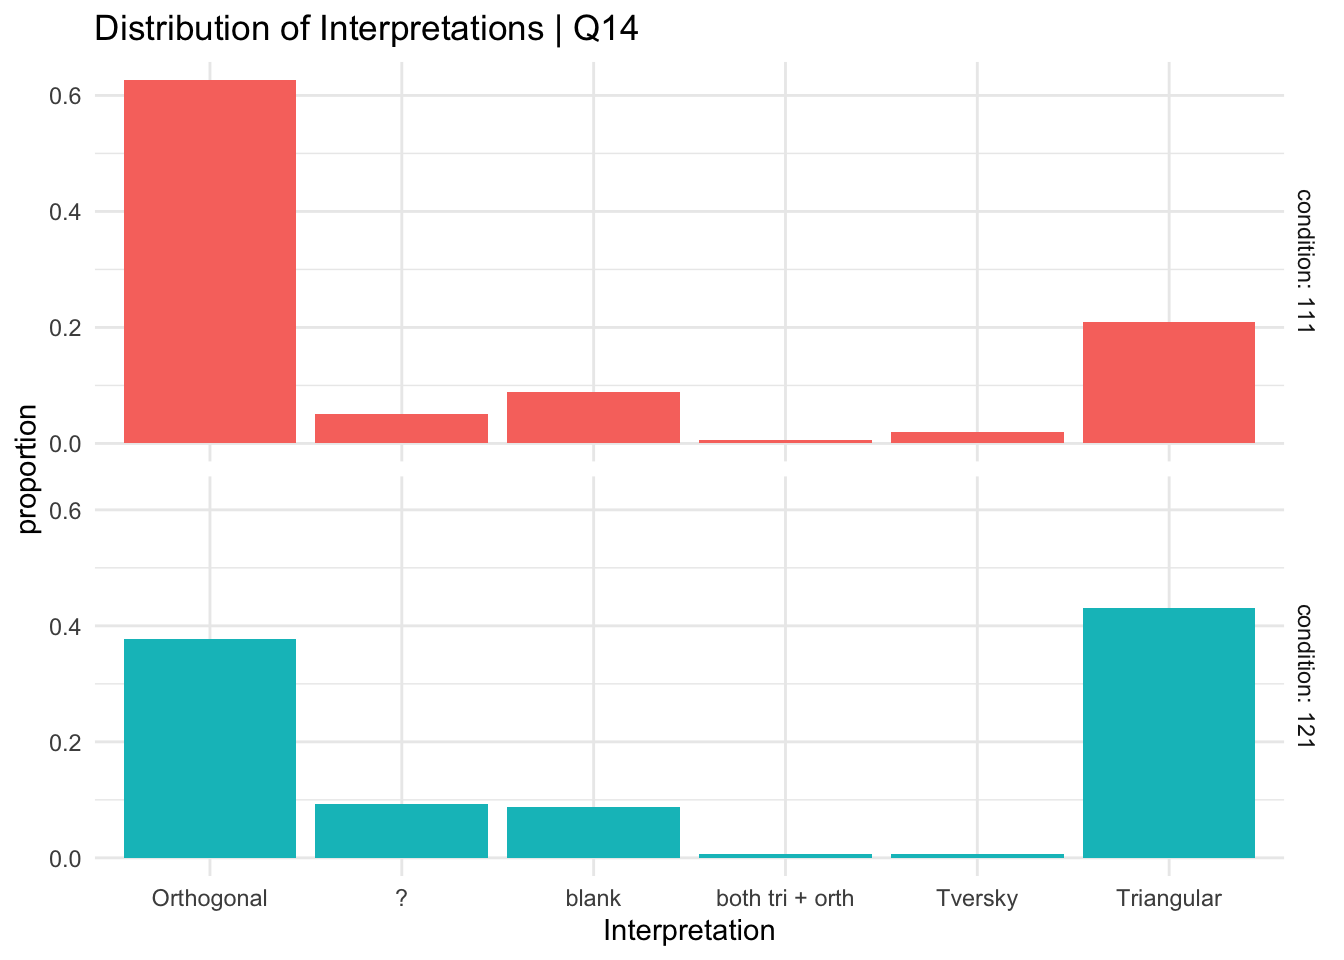 Distribution of Interpretations | Q14
proportion
0.6
0.4
0.2
0.0
condition: 111
0.6
0.4
0.2
0.0
condition: 121
Orthogonal ? blank both tri + orth Tversky Triangular
Interpretation